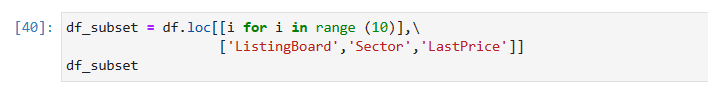 [40]: df_subset = df.loc[[i for i in range (10)],\
['ListingBoard','Sector','LastPrice']]
df_subset